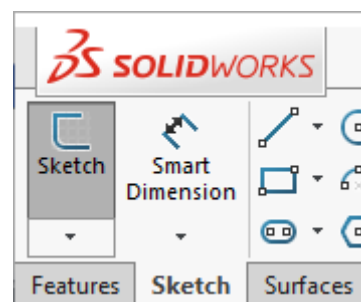 SOLIDWORKS
Sketch
Smart
Dimension
Features Sketch Surfaces